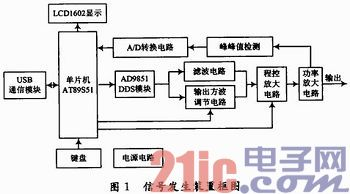 LCD1602显示
A/D转换电路
峰峰值检测
USB
通信模块
单片机
AT89S51
AD9851
DDS模块
滤波电路
输出方波
调节电路
程控
放大
电路
功率
放大
电路
输出
键盘
电源电路
图 1 信号发生装置框图
21ic.com
电子网